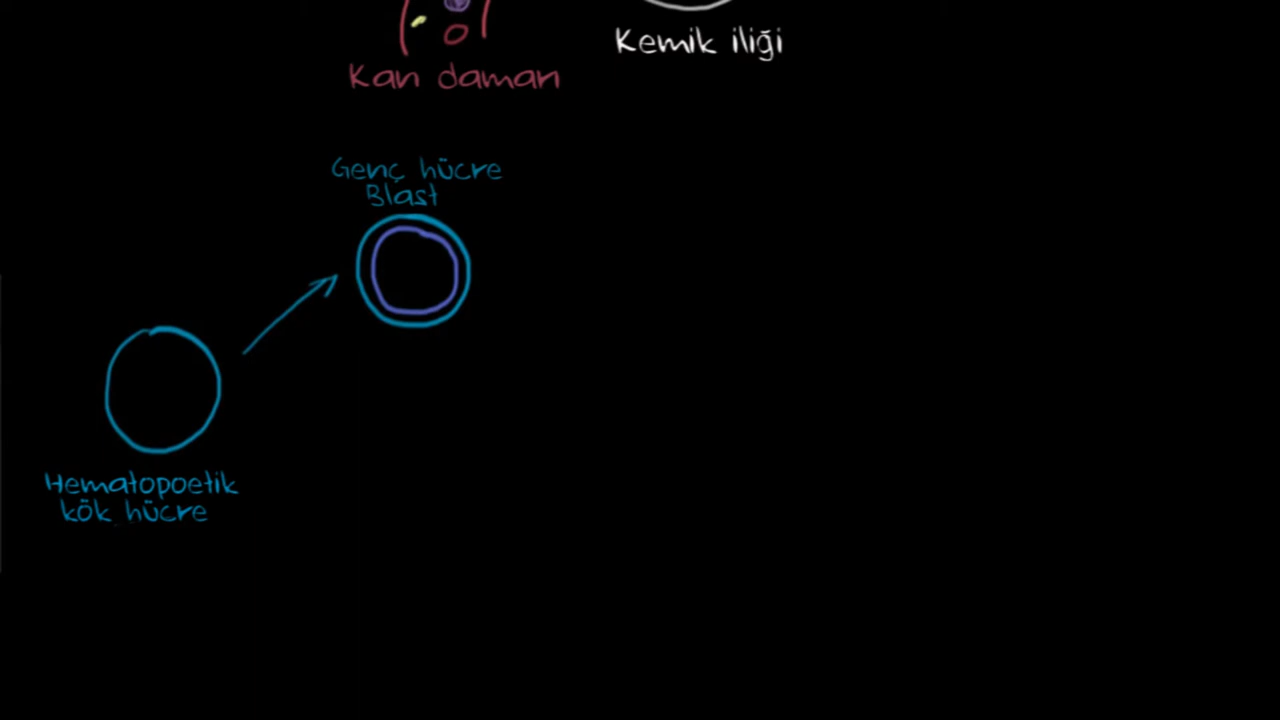 Kemik iliği
Kan damarı
Genç hücre
Blast
Hematopoetik
kök hücre